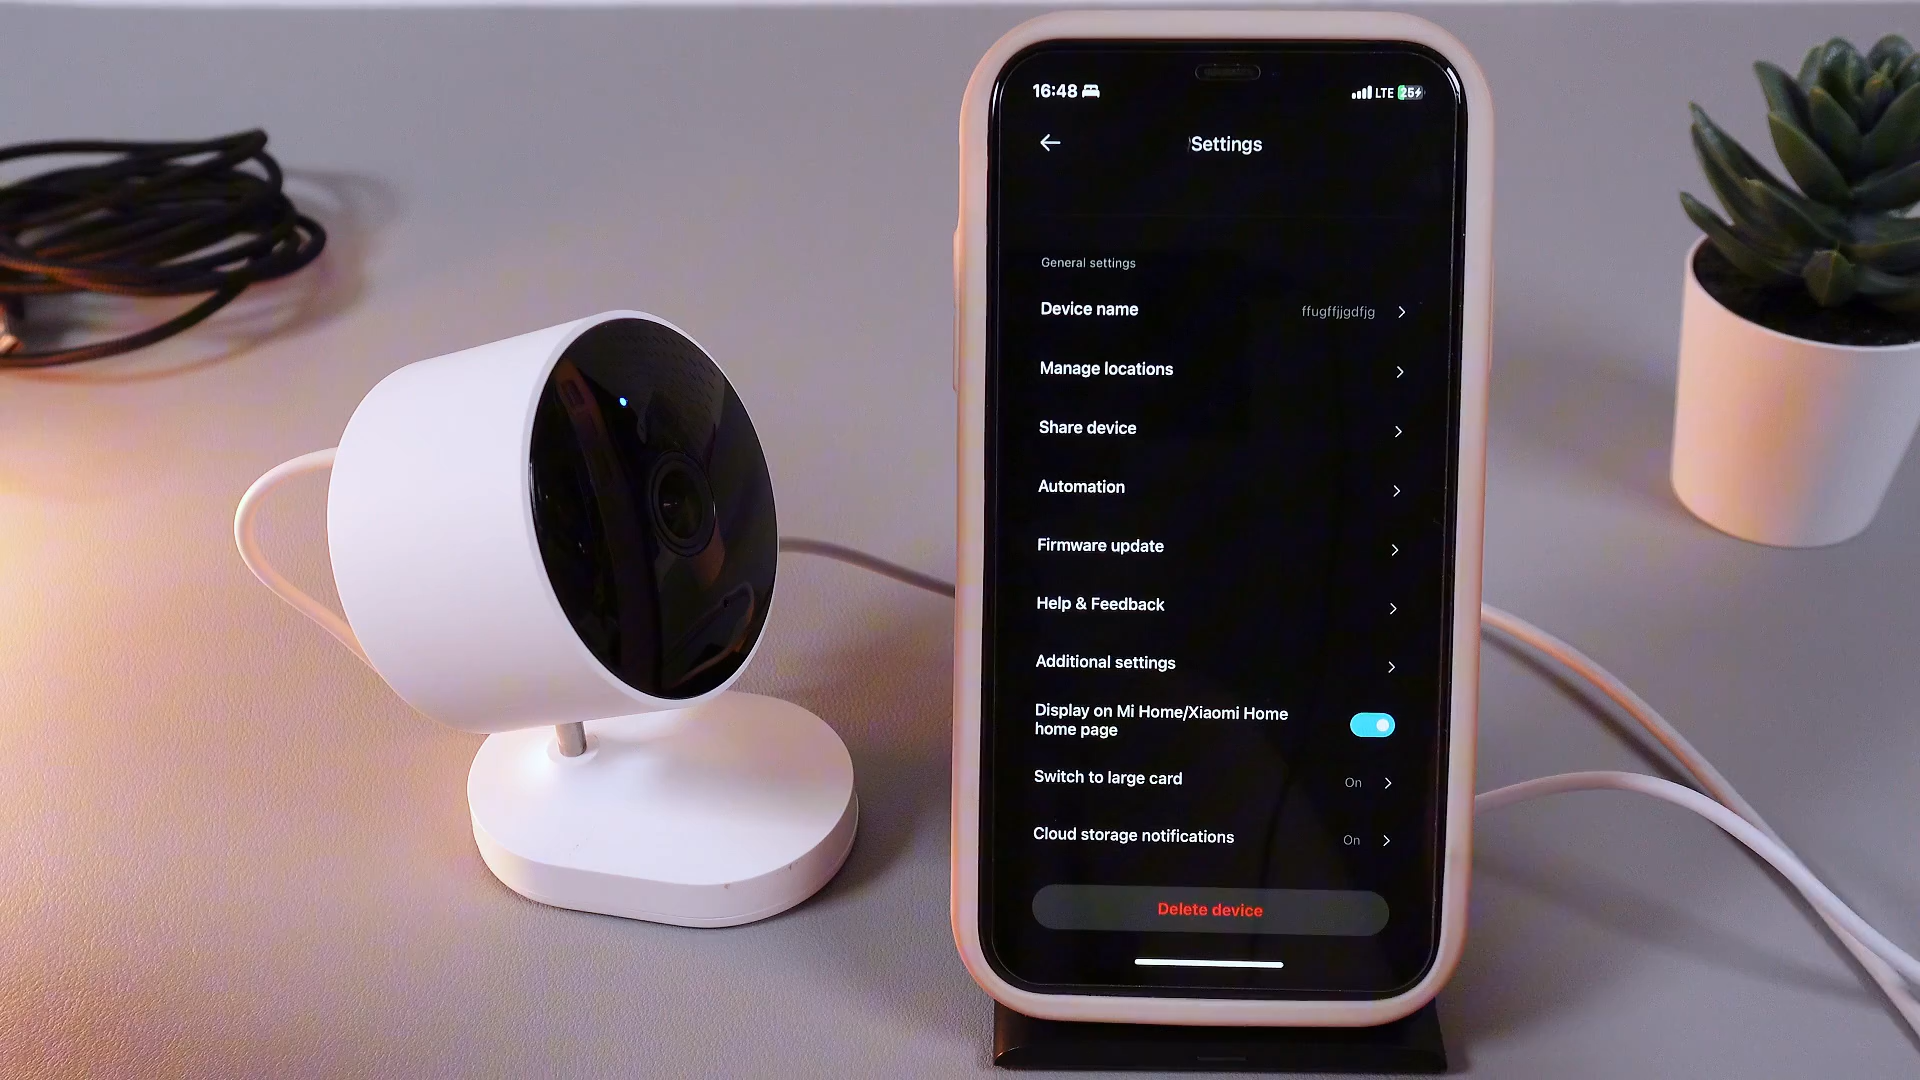 16:48
LTE 25
Settings
General settings
Device name ffugffjjgdfjg
Manage locations
Share device
Automation
Firmware update
Help & Feedback
Additional settings
Display on Mi Home/Xiaomi Home
home page
Switch to large card On
Cloud storage notifications On
Delete device